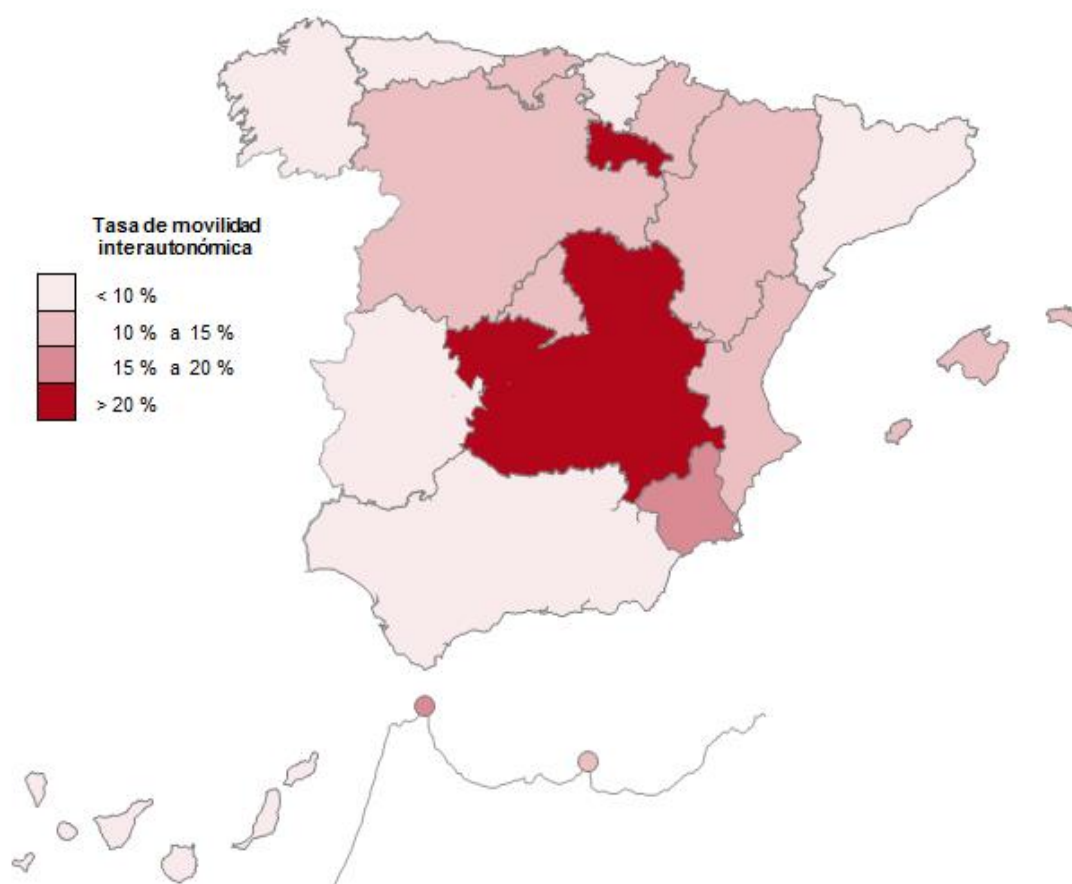 Tasa de movilidad
interautonómica
< 10 %
10 % a 15 %
15 % a 20 %
> 20 %